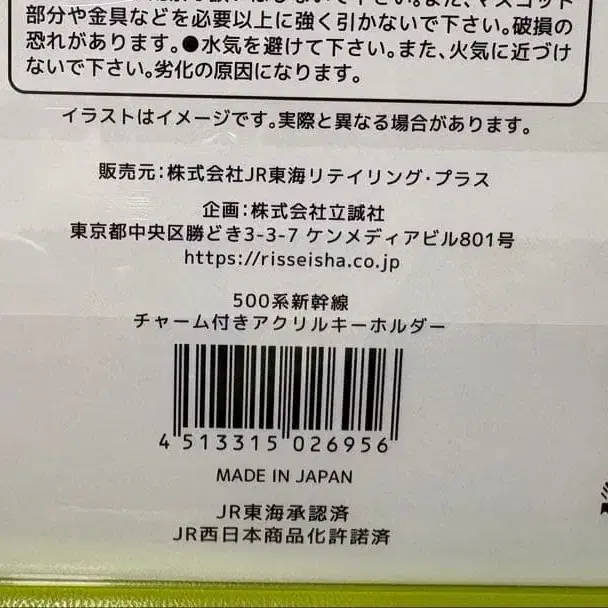 部分や金具などを必要以上に強く引かないで下さい。破損の
恐れがあります。●水気を避けて下さい。また、火気に近づけ
ないで下さい。劣化の原因になります。
イラストはイメージです。実際と異なる場合があります。
販売元：株式会社JR東海リテイリング・プラス
企画：株式会社立誠社
東京都中央区勝どき3-3-7 ケンメディアビル801号
https://risseisha.co.jp
500系新幹線
チャーム付きアクリルキーホルダー
4 513315 026956
MADE IN JAPAN
JR東海承認済
JR西日本商品化許諾済